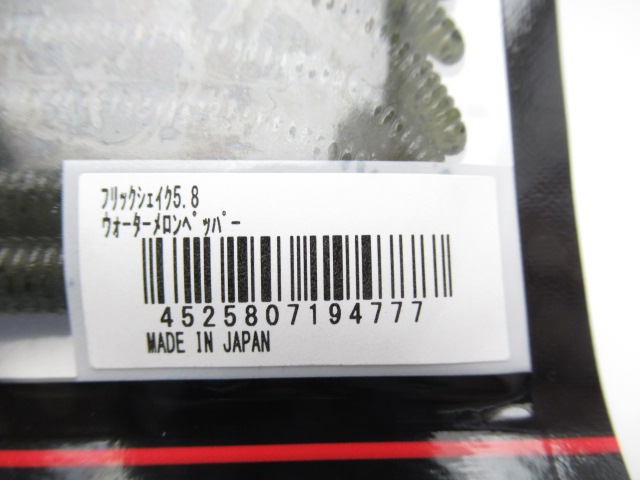 ﾌﾘｯｸｼｪｲｸ5.8
ｳｫｰﾀｰﾒﾛﾝﾍﾟｯﾊﾟｰ
4525807194777
MADE IN JAPAN